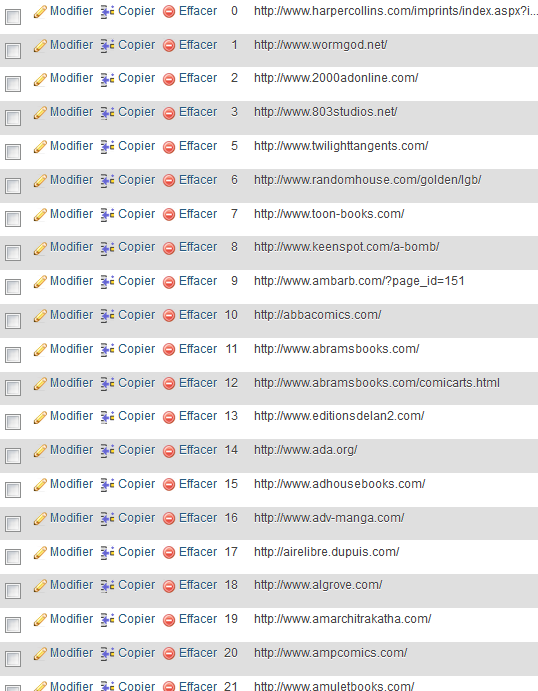 Modifier Copier Effacer 0 http://www.harpercollins.com/imprints/index.aspx?i...
Modifier Copier Effacer 1 http://www.wormgod.net/
Modifier Copier Effacer 2 http://www.2000adonline.com/
Modifier Copier Effacer 3 http://www.803studios.net/
Modifier Copier Effacer 5 http://www.twilighttangents.com/
Modifier Copier Effacer 6 http://www.randomhouse.com/golden/lgb/
Modifier Copier Effacer 7 http://www.toon-books.com/
Modifier Copier Effacer 8 http://www.keenspot.com/a-bomb/
Modifier Copier Effacer 9 http://www.ambarb.com/?page_id=151
Modifier Copier Effacer 10 http://abbacomics.com/
Modifier Copier Effacer 11 http://www.abramsbooks.com/
Modifier Copier Effacer 12 http://www.abramsbooks.com/comicarts.html
Modifier Copier Effacer 13 http://www.editionsdelan2.com/
Modifier Copier Effacer 14 http://www.ada.org/
Modifier Copier Effacer 15 http://www.adhousebooks.com/
Modifier Copier Effacer 16 http://www.adv-manga.com/
Modifier Copier Effacer 17 http://airelibre.dupuis.com/
Modifier Copier Effacer 18 http://www.algrove.com/
Modifier Copier Effacer 19 http://www.amarchitrakatha.com/
Modifier Copier Effacer 20 http://www.ampcomics.com/
Modifier Copier Effacer 21 http://www.amuletbooks.com/